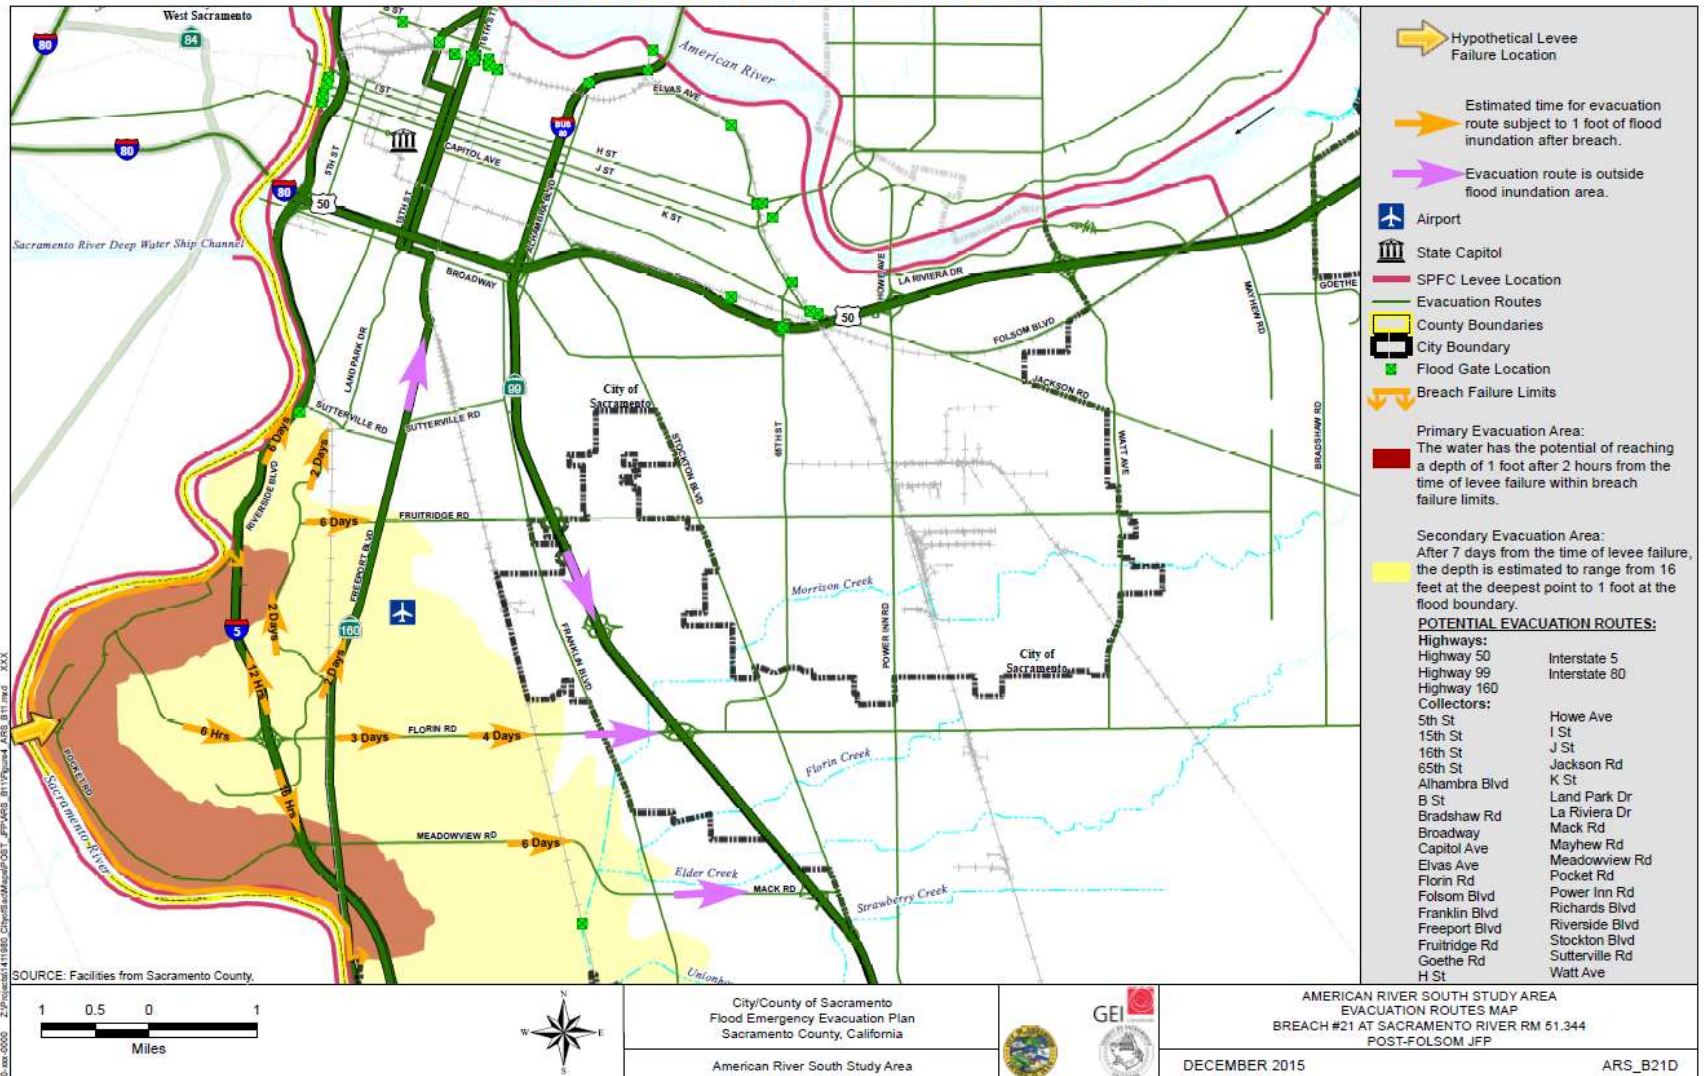 West Sacramento
80
84
80
80
B ST
16TH ST
American River
ELVAS AVE
I ST
BUS
80
CAPITOL AVE
H ST
J ST
5TH ST
15TH ST
ALHAMBRA BLVD
K ST
50
Sacramento River Deep Water Ship Channel
BROADWAY
HOWE AVE
LA RIVIERA DR
MAYHEW RD
GOETHE
50
FOLSOM BLVD
LAND PARK DR
99
City of
Sacramento
JACKSON RD
SUTTERVILLE RD
SUTTERVILLE RD
65TH ST
STOCKTON BLVD
WATT AVE
BRADSHAW RD
6 Days
2 Days
RIVERSIDE BLVD
6 Days
FRUITRIDGE RD
FREEPORT BLVD
Morrison Creek
2 Days
5
160
FRANKLIN BLVD
POWER INN RD
City of
Sacramento
2 Days
12 Hrs
6 Hrs
3 Days
FLORIN RD
4 Days
POCKET RD
Florin Creek
16 Hrs
Sacramento River
MEADOWVIEW RD
6 Days
Elder Creek
MACK RD
Strawberry Creek
SOURCE: Facilities from Sacramento County,
Hypothetical Levee
Failure Location
Estimated time for evacuation
route subject to 1 foot of flood
inundation after breach.
Evacuation route is outside
flood inundation area.
Airport
State Capitol
SPFC Levee Location
Evacuation Routes
County Boundaries
City Boundary
Flood Gate Location
Breach Failure Limits
Primary Evacuation Area:
The water has the potential of reaching
a depth of 1 foot after 2 hours from the
time of levee failure within breach
failure limits.
Secondary Evacuation Area:
After 7 days from the time of levee failure,
the depth is estimated to range from 16
feet at the deepest point to 1 foot at the
flood boundary.
POTENTIAL EVACUATION ROUTES:
Highways:
Highway 50
Highway 99
Highway 160
Interstate 5
Interstate 80
Collectors:
5th St
15th St
16th St
65th St
Alhambra Blvd
B St
Bradshaw Rd
Broadway
Capitol Ave
Elvas Ave
Florin Rd
Folsom Blvd
Franklin Blvd
Freeport Blvd
Fruitridge Rd
Goethe Rd
H St
Howe Ave
I St
J St
Jackson Rd
K St
Land Park Dr
La Riviera Dr
Mack Rd
Mayhew Rd
Meadowview Rd
Pocket Rd
Power Inn Rd
Richards Blvd
Riverside Blvd
Stockton Blvd
Sutterville Rd
Watt Ave
1 0.5 0 1
Miles
N
W E
S
City/County of Sacramento
Flood Emergency Evacuation Plan
Sacramento County, California
American River South Study Area
GEI
AMERICAN RIVER SOUTH STUDY AREA
EVACUATION ROUTES MAP
BREACH #21 AT SACRAMENTO RIVER RM 51.344
POST-FOLSOM JFP
DECEMBER 2015
ARS_B21D